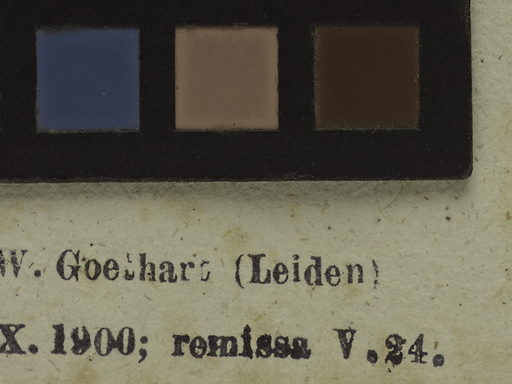 W. Goethart (Leiden)
X. 1900; remissa V.24.